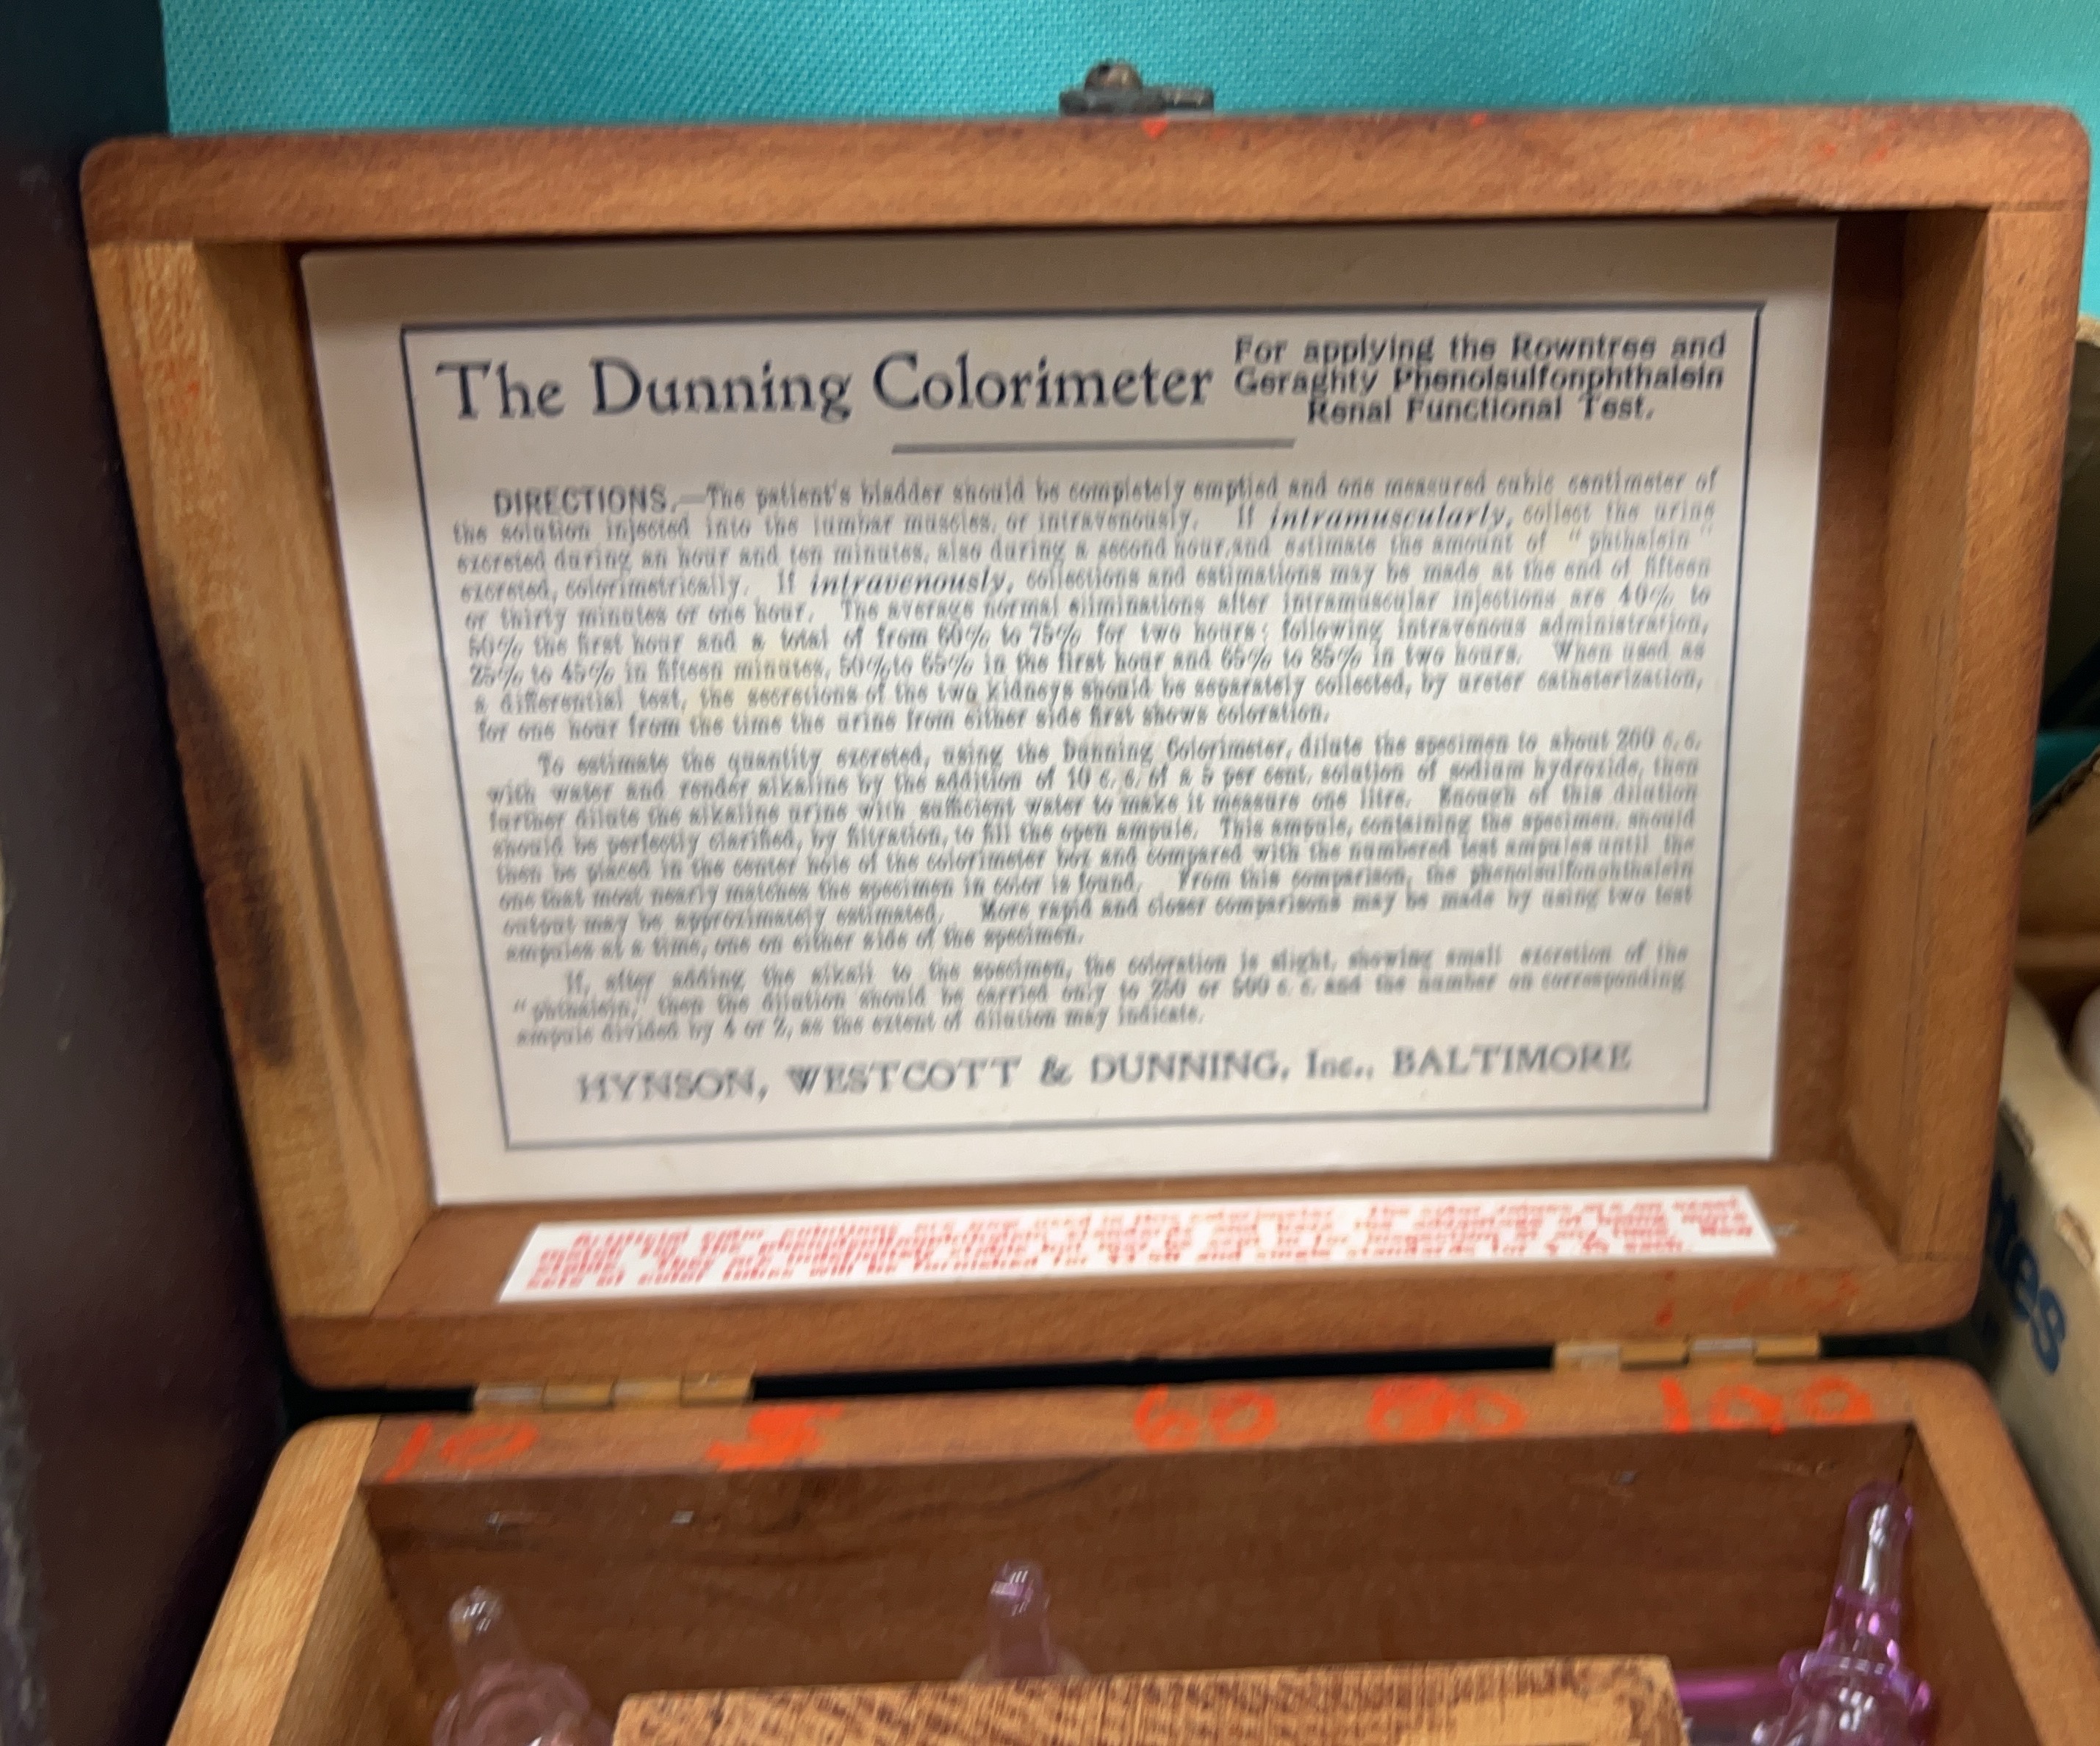 The Dunning Colorimeter
For applying the Rowntree and
Geraghty Phenolsulfonphthalein
Renal Functional Test.
DIRECTIONS.—The patient's bladder should be completely emptied and one measured cubic centimeter of
the solution injected into the lumbar muscles, or intravenously. If intramuscularly, collect the urine
excreted during an hour and ten minutes, also during a second hour, and estimate the amount of "phthalein"
excreted, colorimetrically. If intravenously, collections and estimations may be made at the end of fifteen
or thirty minutes or one hour. The average normal eliminations after intramuscular injections are 40% to
50% the first hour and a total of from 60% to 75% for two hours; following intravenous administration,
25% to 45% in fifteen minutes, 50% to 65% in the first hour and 65% to 85% in two hours. When used as
a differential test, the secretions of the two kidneys should be separately collected, by ureter catheterization,
for one hour from the time the urine from either side first shows coloration.
To estimate the quantity excreted, using the Dunning Colorimeter, dilute the specimen to about 200 c. c.
with water and render alkaline by the addition of 10 c. c. of a 5 per cent. solution of sodium hydroxide, then
further dilute the alkaline urine with sufficient water to make it measure one litre. Enough of this dilution
should be perfectly clarified, by filtration, to fill the open ampule. This ampule, containing the specimen, should
then be placed in the center hole of the colorimeter box and compared with the numbered test ampules until the
one that most nearly matches the specimen in color is found. From this comparison, the phenolsulfonphthalein
output may be approximately estimated. More rapid and closer comparisons may be made by using two test
ampules at a time, one on either side of the specimen.
If, after adding the alkali to the specimen, the coloration is slight, showing small excretion of the
"phthalein," then the dilution should be carried only to 250 or 500 c. c. and the number on corresponding
ampule divided by 4 or 2, as the extent of dilution may indicate.
HYNSON, WESTCOTT & DUNNING, Inc., BALTIMORE
10 5 60 80 100
tes